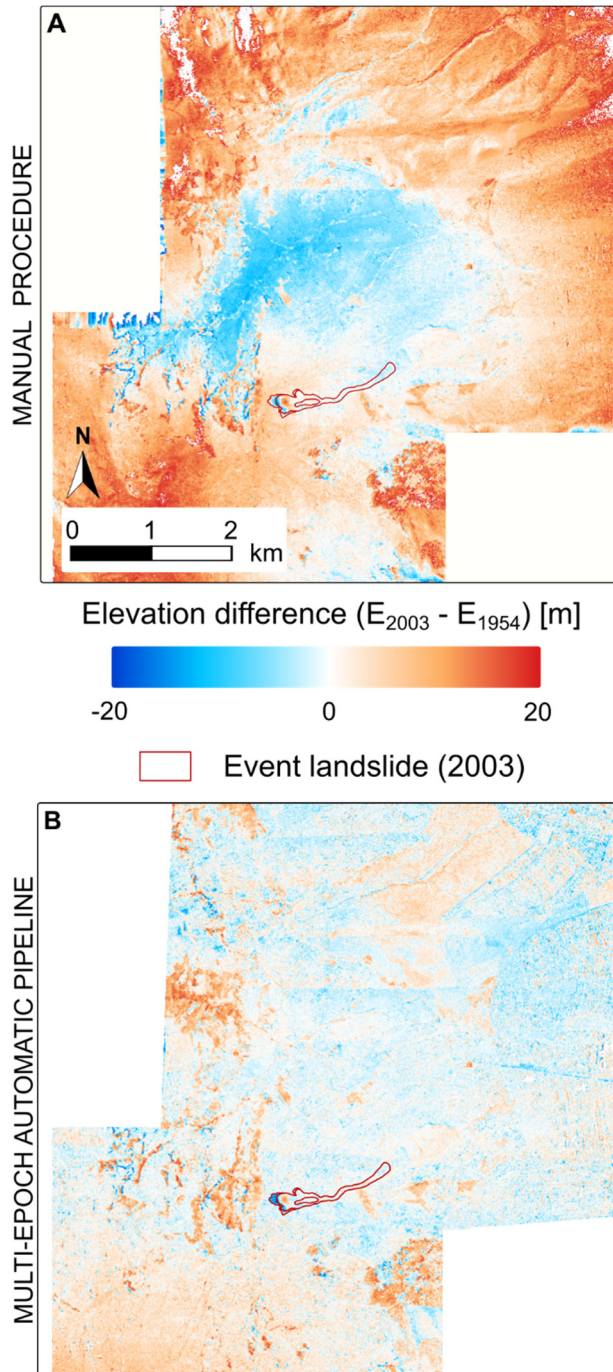 A
MANUAL PROCEDURE
N
0 1 2
km
Elevation difference (E₂₀₀₃ - E₁₉₅₄) [m]
-20 0 20
Event landslide (2003)
B
MULTI-EPOCH AUTOMATIC PIPELINE